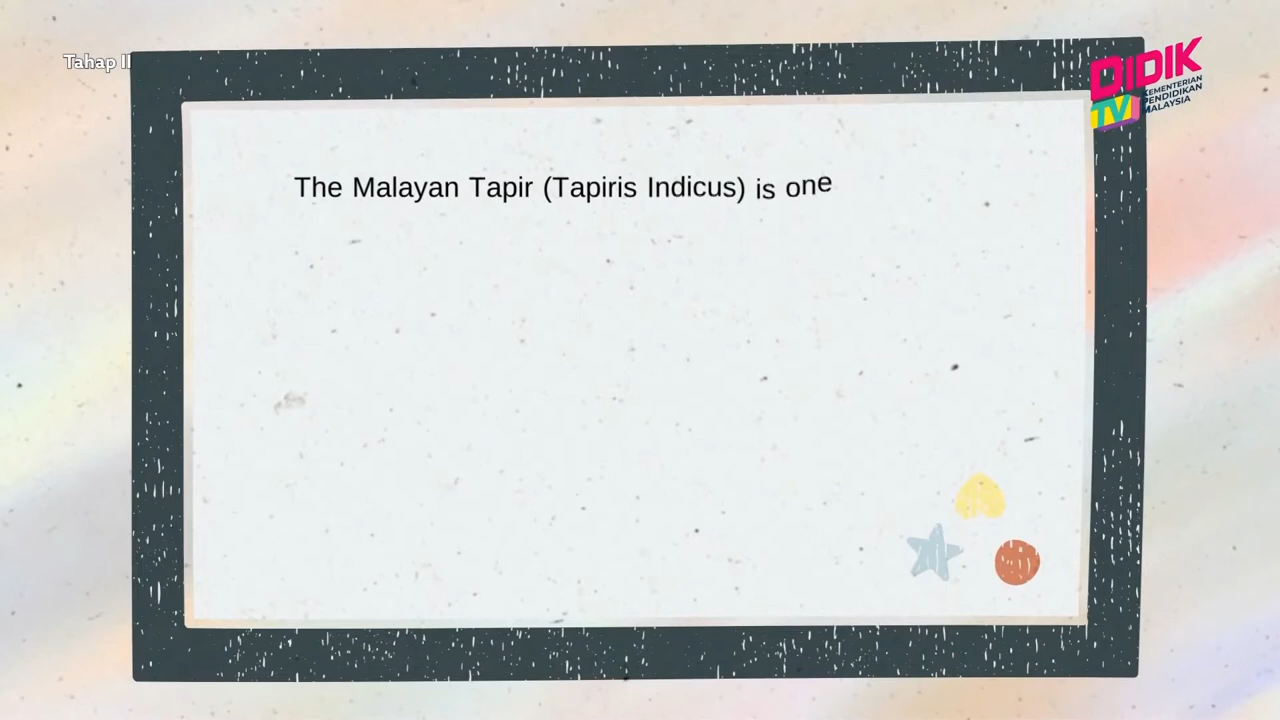 Tahap II
DIDIK
TV
KEMENTERIAN
PENDIDIKAN
MALAYSIA
The Malayan Tapir (Tapiris Indicus) is one